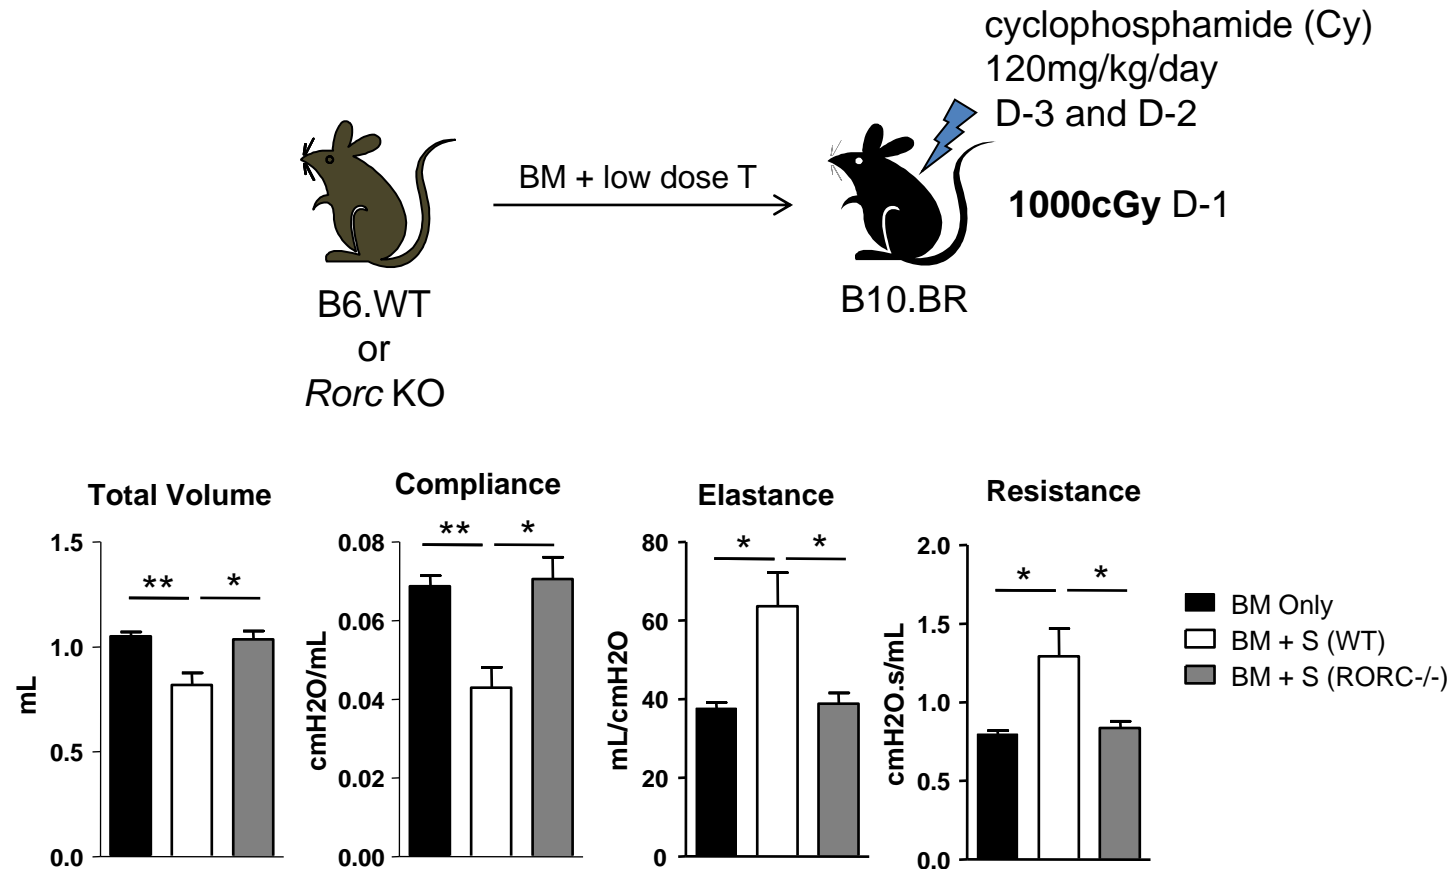 cyclophosphamide (Cy)
120mg/kg/day
D-3 and D-2
BM + low dose T
1000cGy D-1
B6.WT
or
Rorc KO
B10.BR
Total Volume
mL
1.5
1.0
0.5
0.0
**
*
Compliance
cmH2O/mL
0.08
0.06
0.04
0.02
0.00
**
*
Elastance
mL/cmH2O
80
60
40
20
0
*
*
Resistance
cmH2O.s/mL
2.0
1.5
1.0
0.5
0.0
*
*
BM Only
BM + S (WT)
BM + S (RORC-/-)